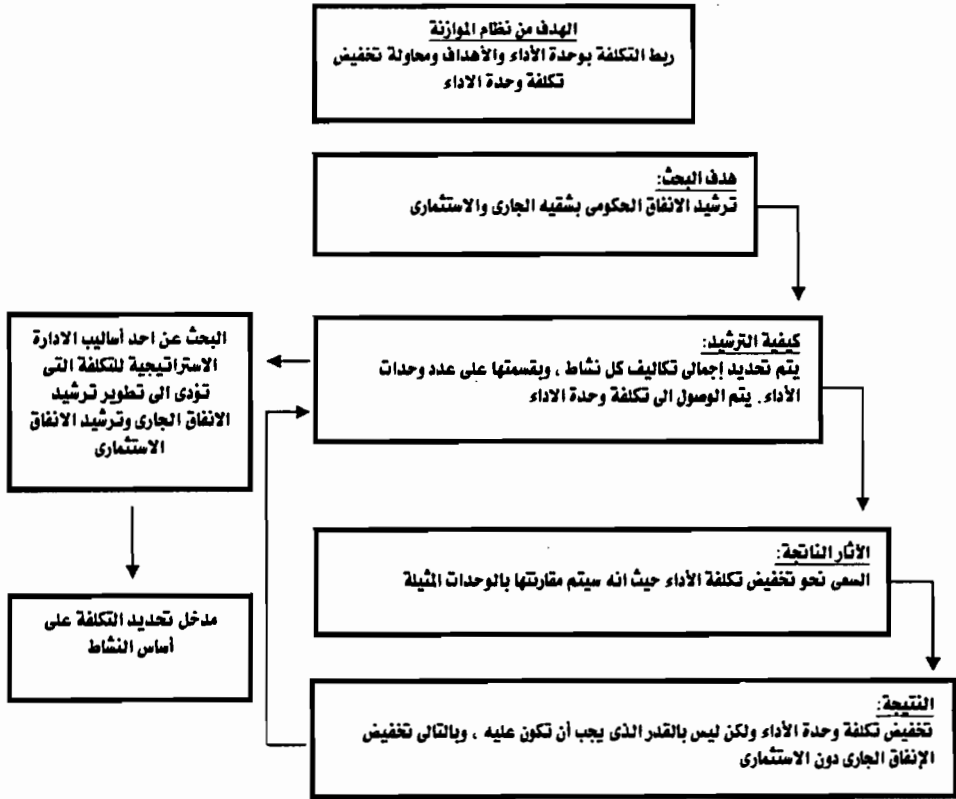 الهدف من نظام الموازنة
ربط التكلفة بوحدة الأداء والأهداف ومحاولة تخفيض
تكلفة وحدة الاداء
هدف البحث:
ترشيد الانفاق الحكومى بشقيه الجارى والاستثمارى
كيفية الترشيد:
يتم تحديد إجمالى تكاليف كل نشاط ، وبقسمتها على عدد وحدات
الأداء . يتم الوصول الى تكلفة وحدة الاداء
البحث عن احد أساليب الادارة
الاستراتيجية للتكلفة التى
تؤدى الى تطوير ترشيد
الانفاق الجارى وترشيد الانفاق
الاستثمارى
الآثار الناتجة:
السعى نحو تخفيض تكلفة الأداء حيث انه سيتم مقارنتها بالوحدات المثيلة
مدخل تحديد التكلفة على
أساس النشاط
النتيجة:
تخفيض تكلفة وحدة الأداء ولكن ليس بالقدر الذى يجب أن تكون عليه ، وبالتالى تخفيض
الإنفاق الجارى دون الاستثمارى